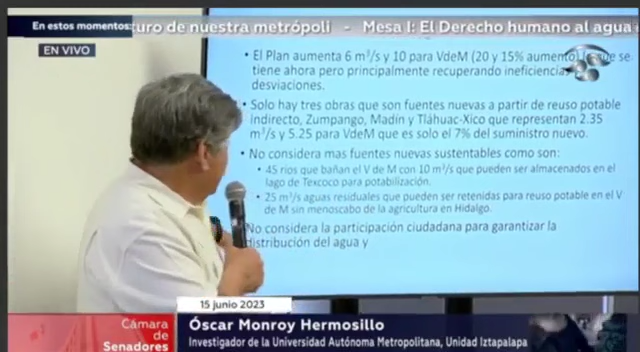 En estos momentos:
uro de nuestra metrópoli - Mesa I: El Derecho humano al agua
EN VIVO
• El Plan aumenta 6 m³/s y 10 para VdeM (20 y 15% aumento) se
tiene ahora pero principalmente recuperando ineficiencia
desviaciones.
• Solo hay tres obras que son fuentes nuevas a partir de reuso potable
Indirecto, Zumpango, Madín y Tláhuac-Xico que representan 2.35
m³/s y 5.25 para VdeM que es solo el 7% del suministro nuevo.
• No considera mas fuentes nuevas sustentables como son:
• 45 rios que bañan el V de M con 10 m³/s que pueden ser almacenados en el
lago de Texcoco para potabilización.
• 25 m³/s aguas residuales que pueden ser retenidas para reuso potable en el V
de M sin menoscabo de la agricultura en Hidalgo.
No considera la participación ciudadana para garantizar la
distribución del agua y
15 junio 2023
Cámara
de
Senadores
Óscar Monroy Hermosillo
Investigador de la Universidad Autónoma Metropolitana, Unidad Iztapalapa